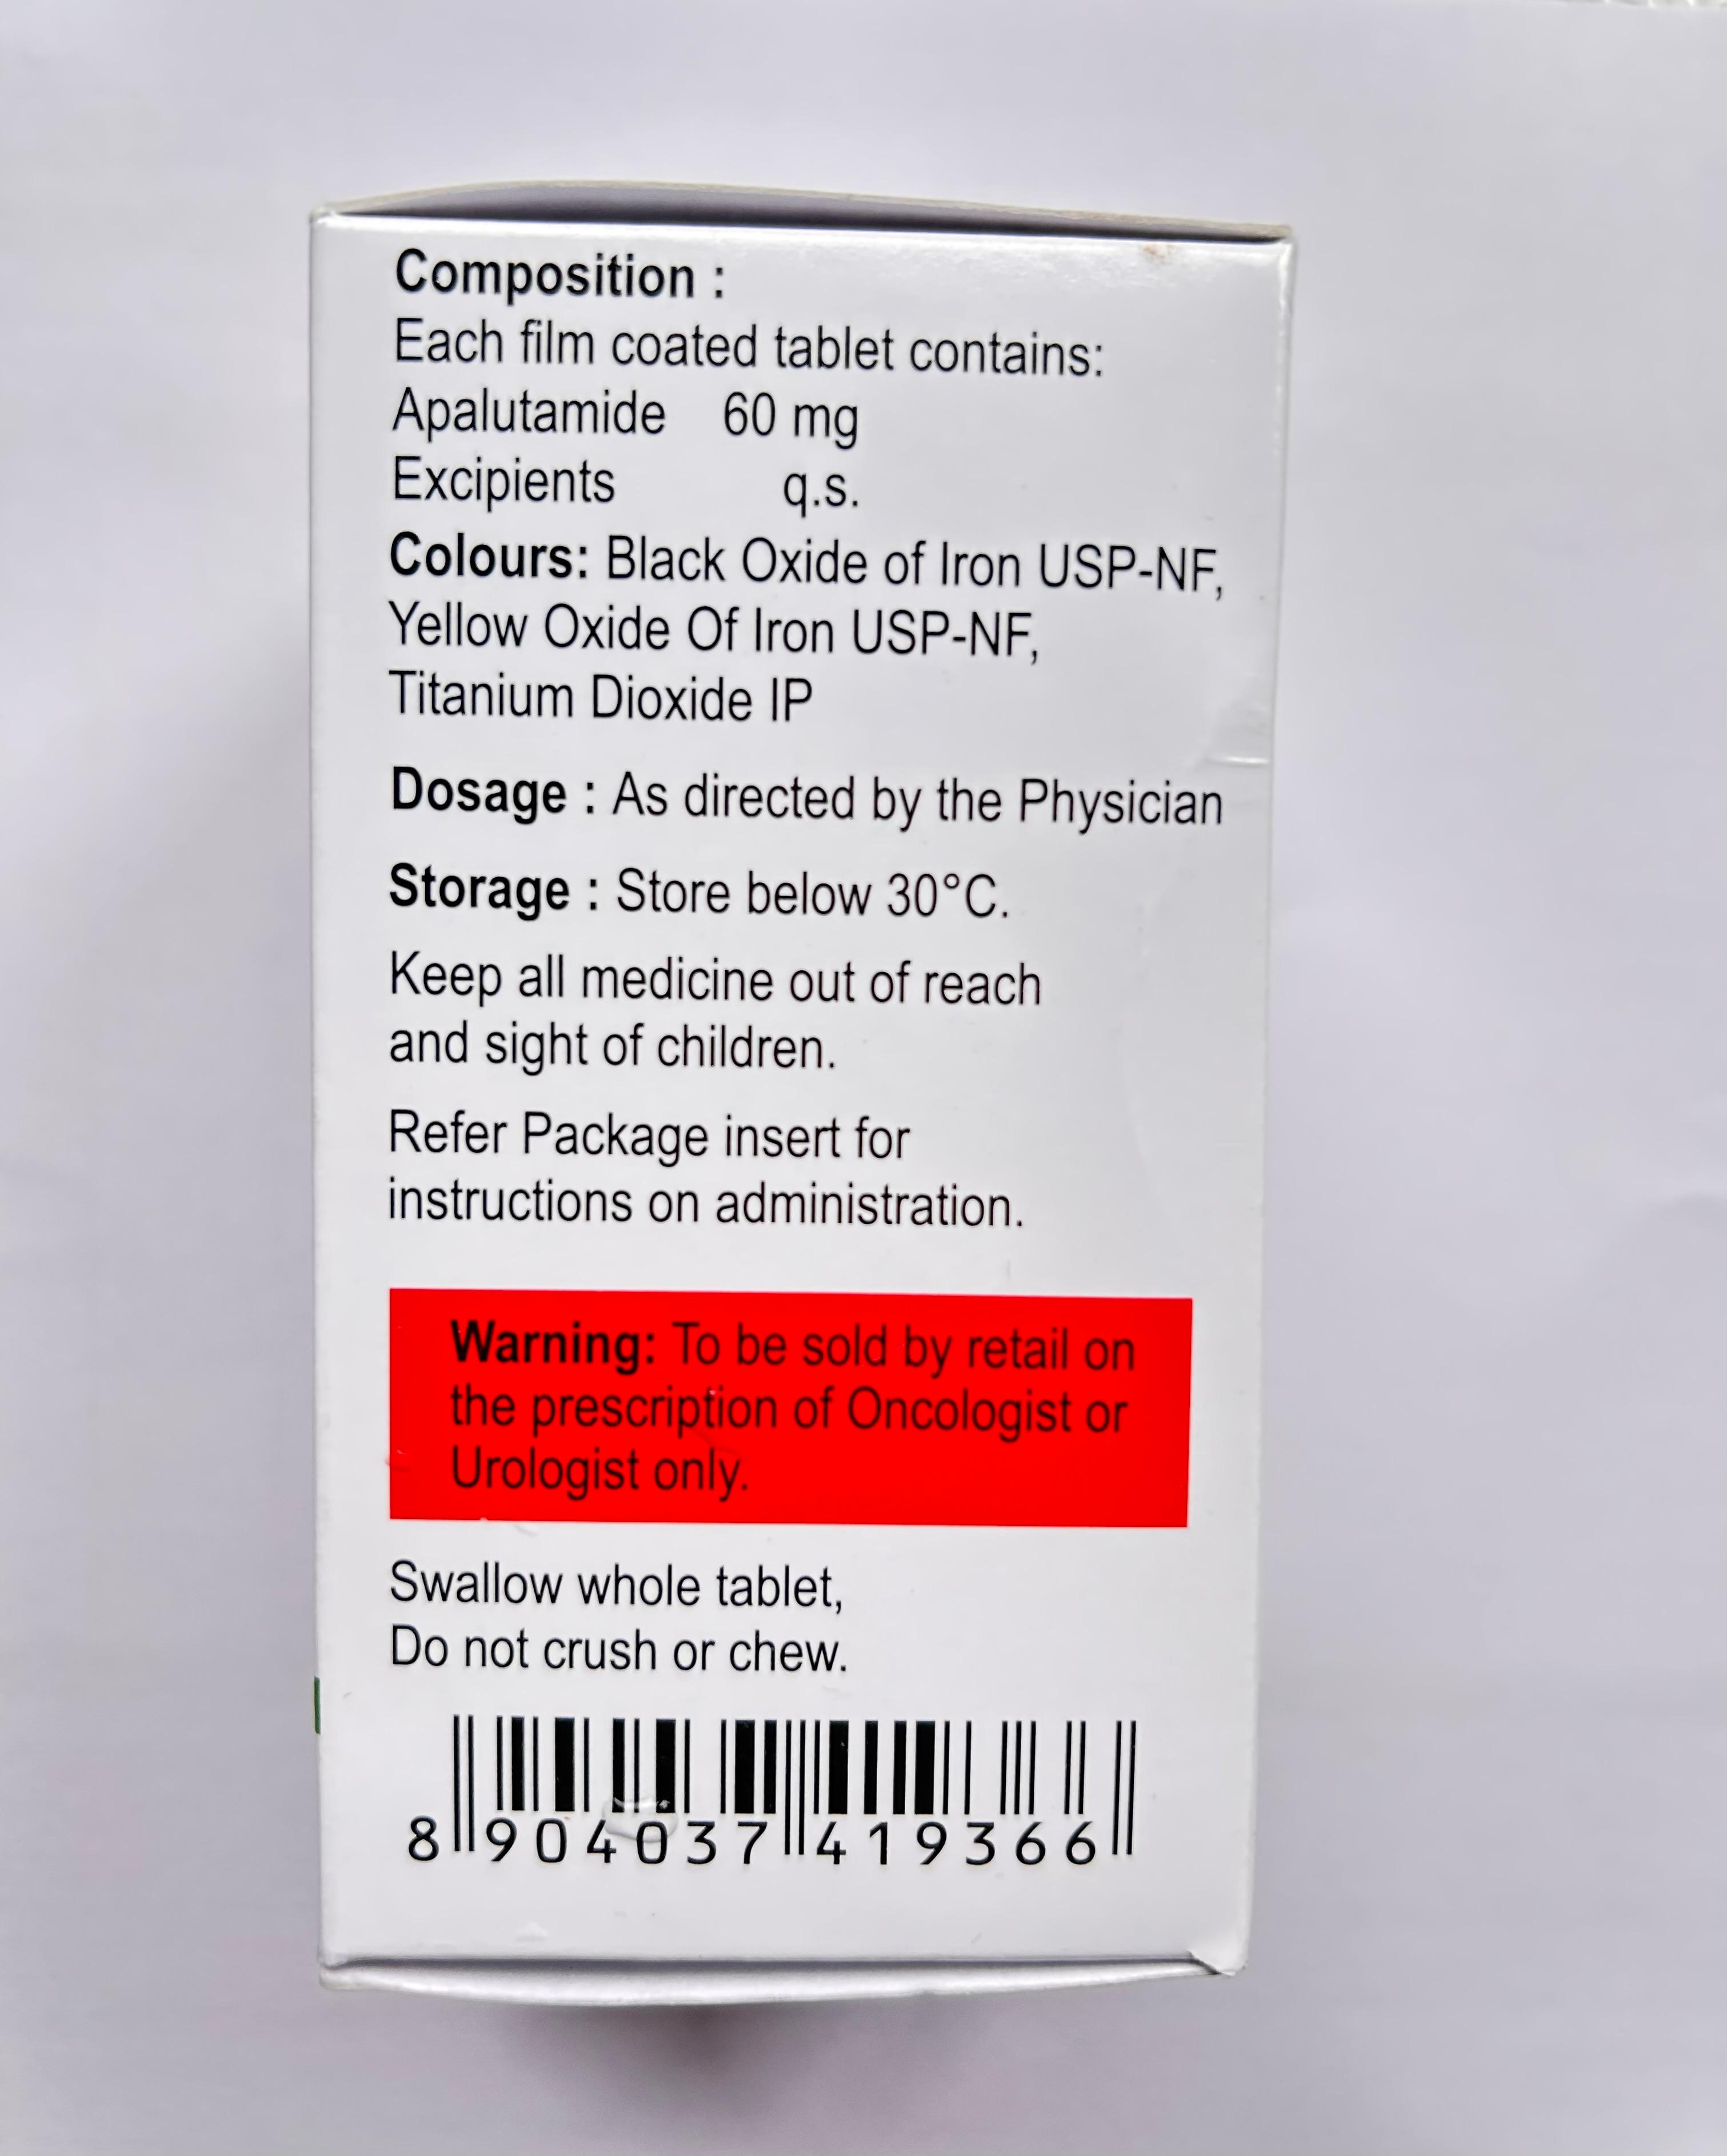 Composition :
Each film coated tablet contains:
Apalutamide 60 mg
Excipients q.s.
Colours: Black Oxide of Iron USP-NF,
Yellow Oxide Of Iron USP-NF,
Titanium Dioxide IP
Dosage : As directed by the Physician
Storage : Store below 30°C.
Keep all medicine out of reach
and sight of children.
Refer Package insert for
instructions on administration.
Warning: To be sold by retail on
the prescription of Oncologist or
Urologist only.
Swallow whole tablet,
Do not crush or chew.
8 904037 419366